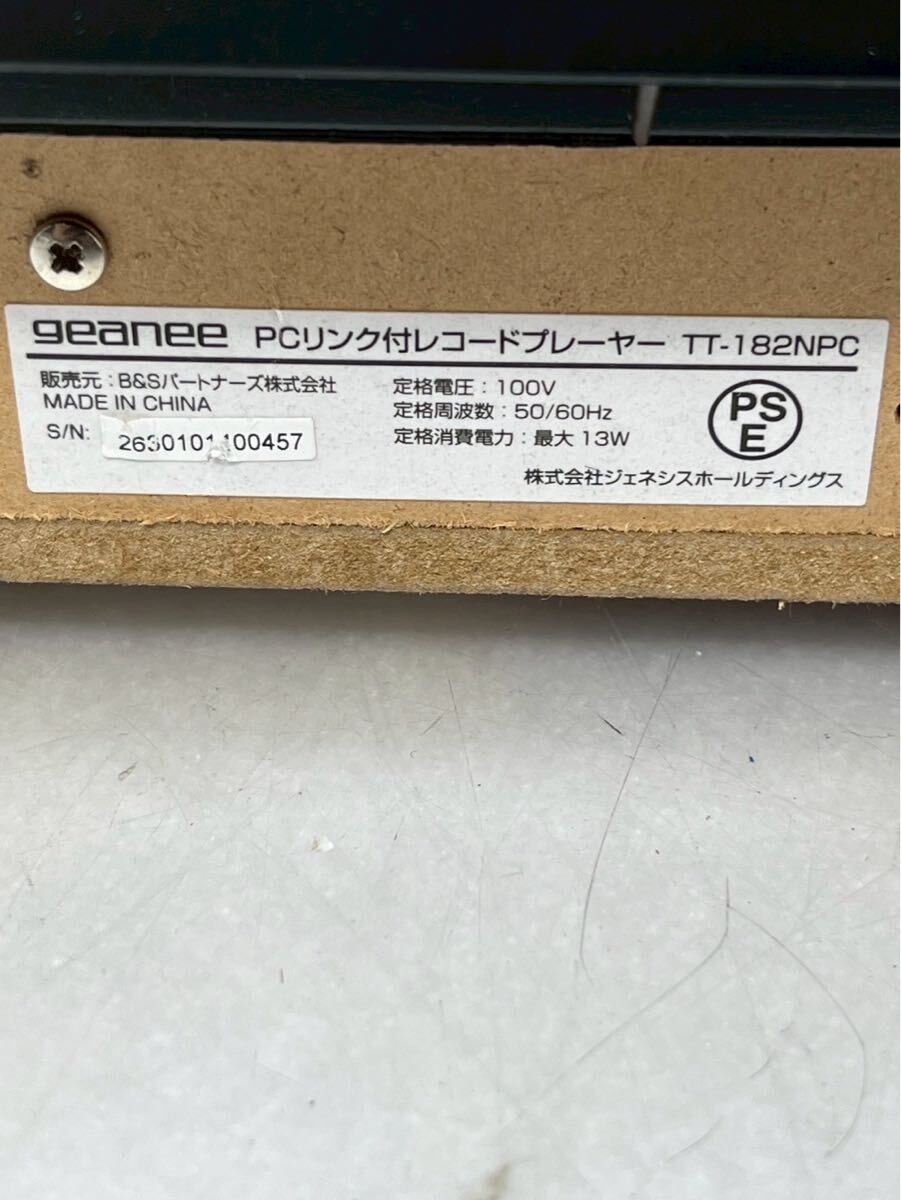 geanee PCリンク付レコードプレーヤー TT-182NPC
販売元：B&Sパートナーズ株式会社
MADE IN CHINA
S/N: 2630101100457
定格電圧：100V
定格周波数：50/60Hz
定格消費電力：最大 13W
PS
E
株式会社ジェネシスホールディングス